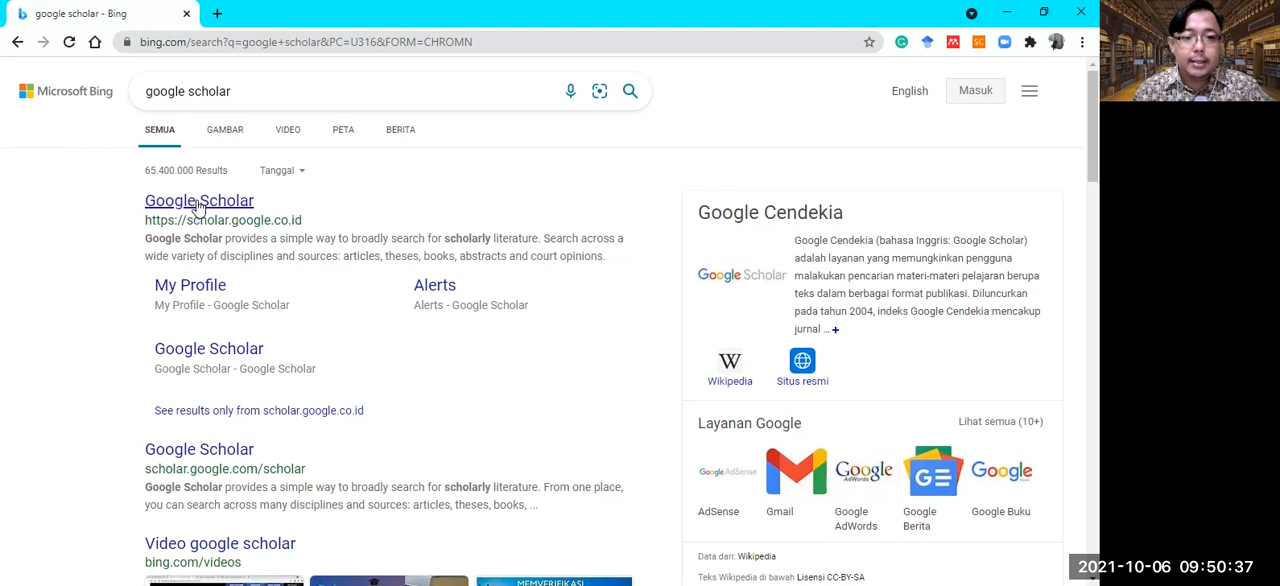 google scholar - Bing
bing.com/search?q=google+scholar&PC=U316&FORM=CHROMN
Microsoft Bing
google scholar
English
Masuk
SEMUA
GAMBAR
VIDEO
PETA
BERITA
65.400.000 Results
Tanggal
Google Scholar
https://scholar.google.co.id
Google Scholar provides a simple way to broadly search for scholarly literature. Search across a
wide variety of disciplines and sources: articles, theses, books, abstracts and court opinions.
My Profile
My Profile - Google Scholar
Alerts
Alerts - Google Scholar
Google Scholar
Google Scholar - Google Scholar
See results only from scholar.google.co.id
Google Scholar
scholar.google.com/scholar
Google Scholar provides a simple way to broadly search for scholarly literature. From one place,
you can search across many disciplines and sources: articles, theses, books, ...
Video google scholar
bing.com/videos
MEMVERIFIKASI
Google Cendekia
Google Scholar
Google Cendekia (bahasa Inggris: Google Scholar)
adalah layanan yang memungkinkan pengguna
malakukan pencarian materi-materi pelajaran berupa
teks dalam berbagai format publikasi. Diluncurkan
pada tahun 2004, indeks Google Cendekia mencakup
jurnal ... +
W
Wikipedia
Situs resmi
Layanan Google
Lihat semua (10+)
Google AdSense
Google
AdWords
GE
Google
AdSense
Gmail
Google
AdWords
Google
Berita
Google Buku
Data dari: Wikipedia
Teks Wikipedia di bawah Lisensi CC-BY-SA
2021-10-06 09:50:37